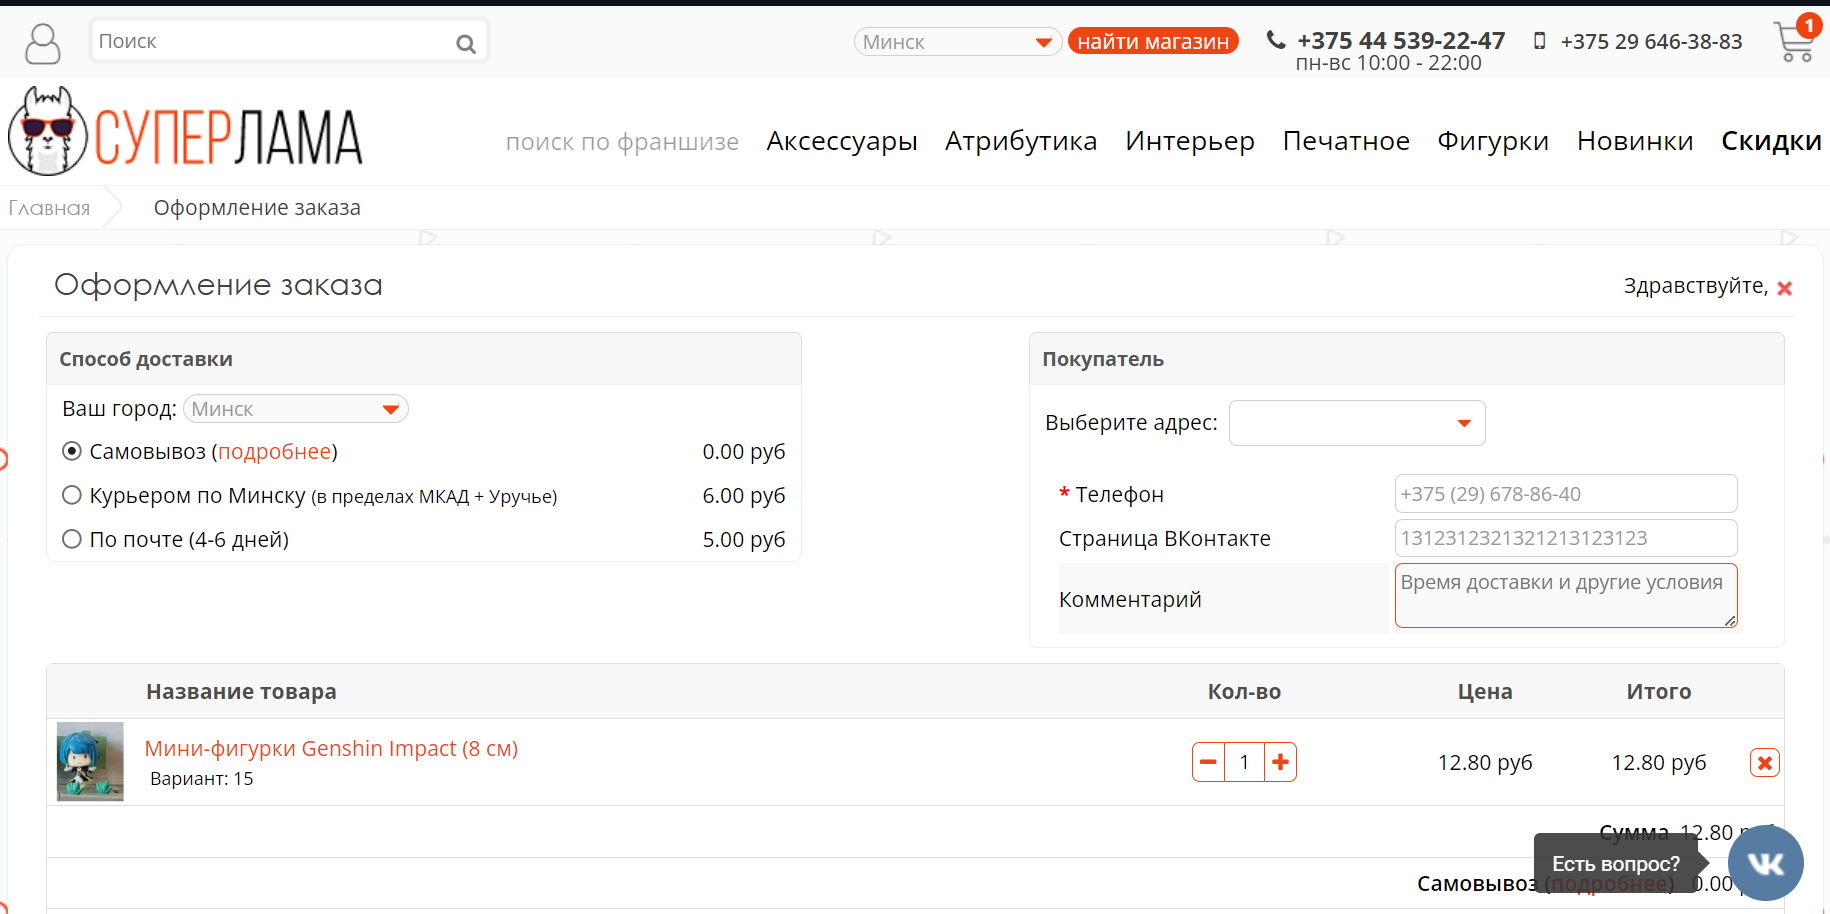 Поиск
Минск
найти магазин
+375 44 539-22-47
пн-вс 10:00 - 22:00
+375 29 646-38-83
1
СУПЕРЛАМА
поиск по франшизе
Аксессуары
Атрибутика
Интерьер
Печатное
Фигурки
Новинки
Скидки
Главная
Оформление заказа
Оформление заказа
Здравствуйте,
Способ доставки
Ваш город: Минск
Самовывоз (подробнее) 0.00 руб
Курьером по Минску (в пределах МКАД + Уручье) 6.00 руб
По почте (4-6 дней) 5.00 руб
Покупатель
Выберите адрес:
* Телефон +375 (29) 678-86-40
Страница ВКонтакте 1312312321321213123123
Комментарий Время доставки и другие условия
Название товара Кол-во Цена Итого
Мини-фигурки Genshin Impact (8 см) 1 12.80 руб 12.80 руб
Вариант: 15
Сумма 12.80
Есть вопрос?
Самовывоз (подробнее) 0.00